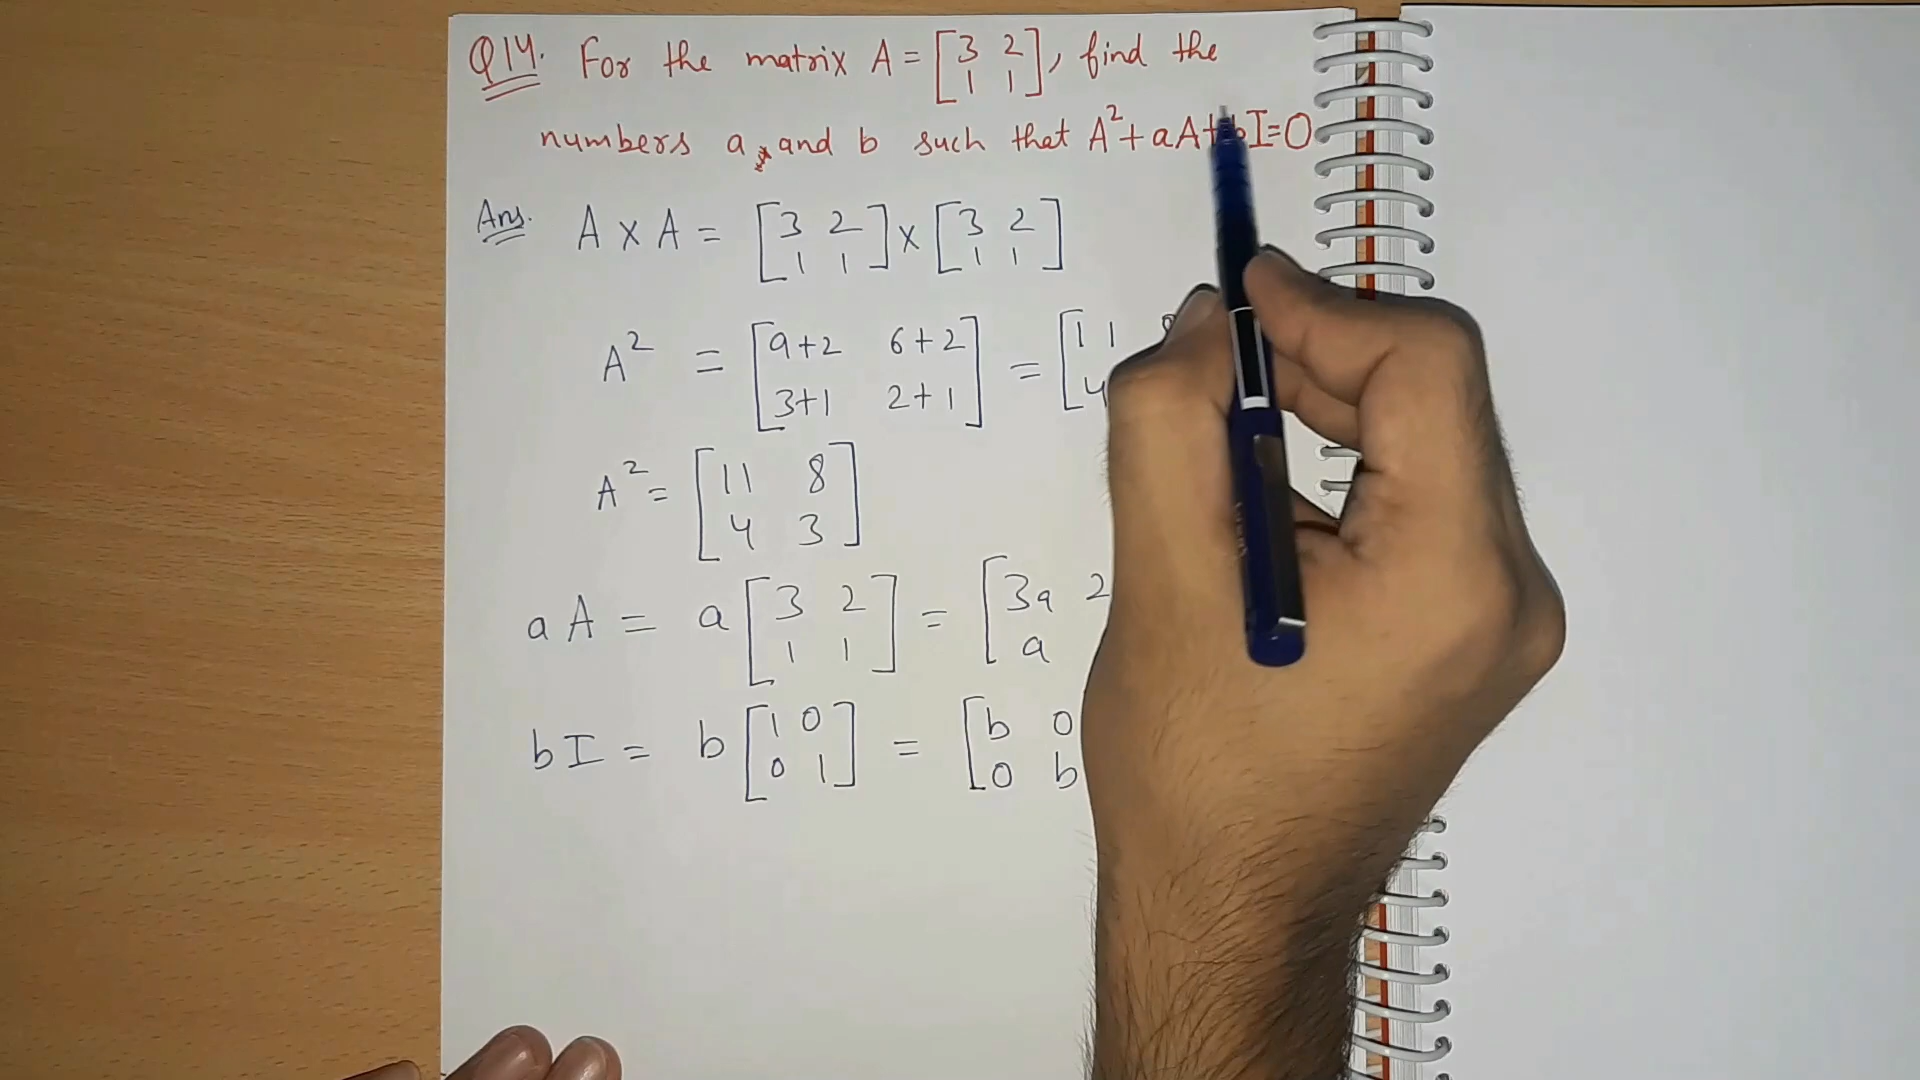 Q14. For the matrix A = [3 2 1 1], find the
numbers a, and b such that A²+aA+bI=O
Ans. A × A = [3 2 1 1] × [3 2 1 1]
A² = [9+2 6+2 3+1 2+1] = [11 4
A² = [11 8 4 3]
aA = a[3 2 1 1] = [3a 2 a
bI = b[1 0 0 1] = [b 0 0 b